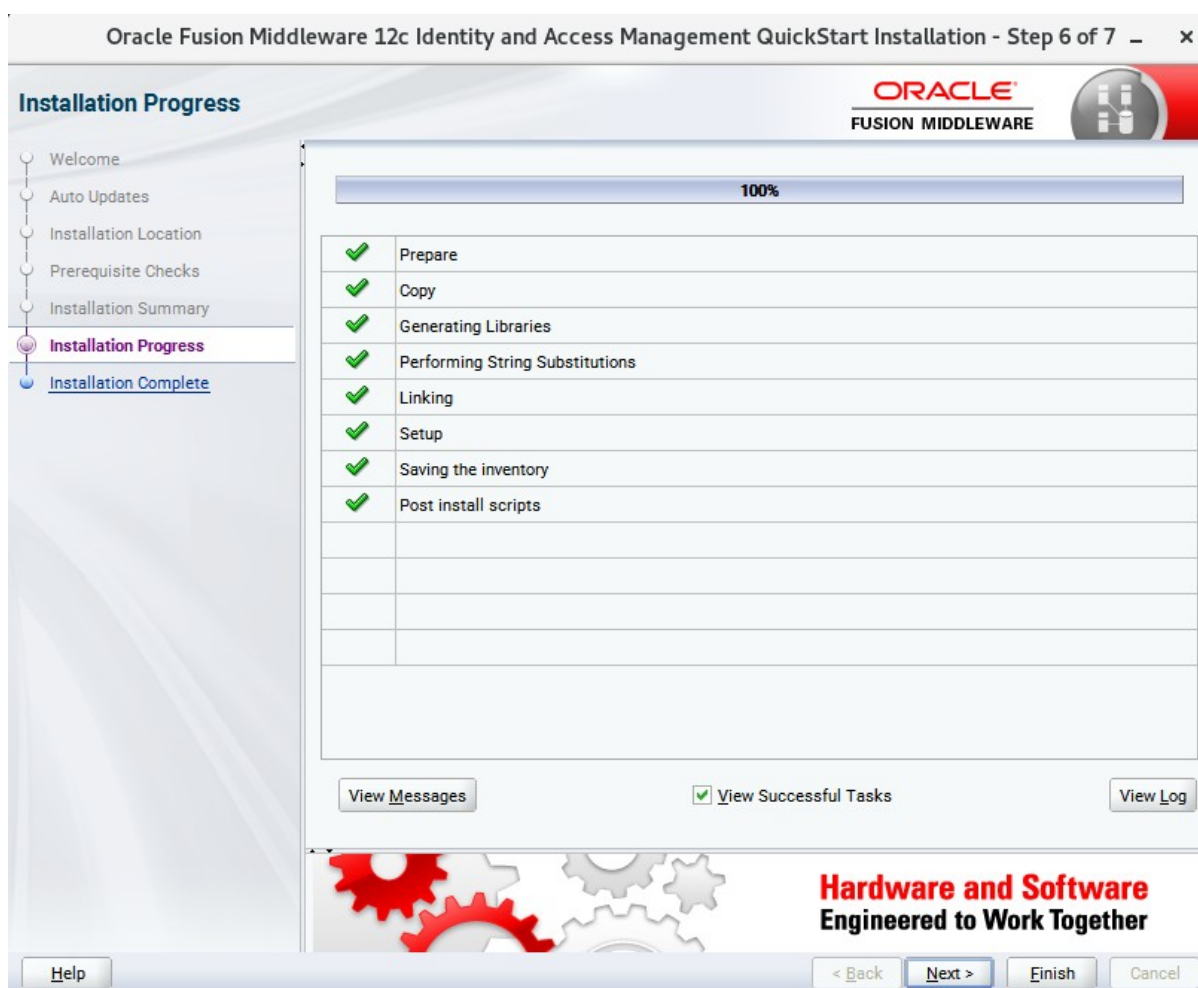 Oracle Fusion Middleware 12c Identity and Access Management QuickStart Installation - Step 6 of 7
Installation Progress
ORACLE
FUSION MIDDLEWARE
Welcome
Auto Updates
Installation Location
Prerequisite Checks
Installation Summary
Installation Progress
Installation Complete
100%
Prepare
Copy
Generating Libraries
Performing String Substitutions
Linking
Setup
Saving the inventory
Post install scripts
View Messages
View Successful Tasks
View Log
Hardware and Software
Engineered to Work Together
Help
< Back
Next >
Finish
Cancel